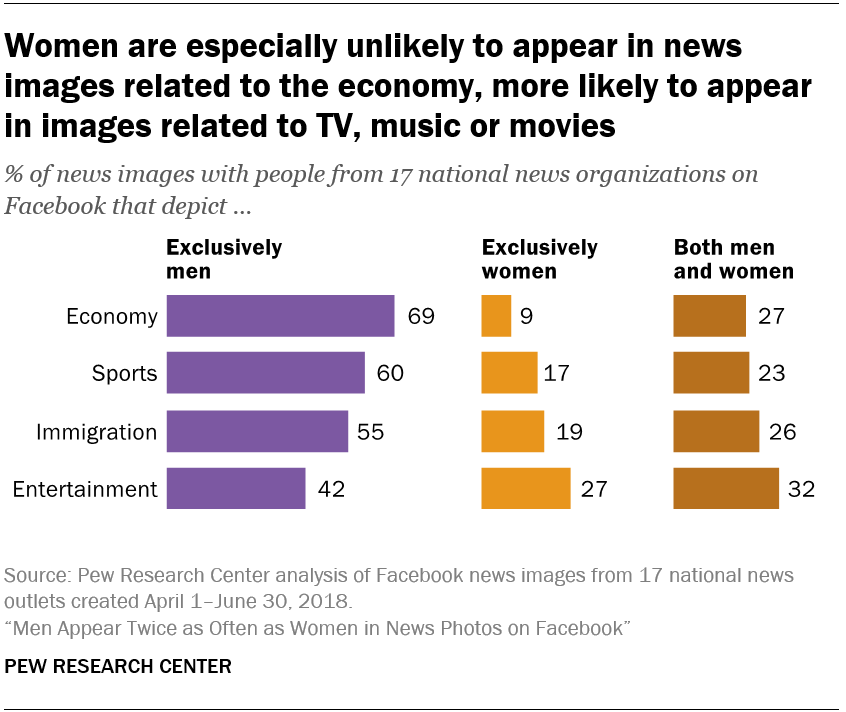 Women are especially unlikely to appear in news
images related to the economy, more likely to appear
in images related to TV, music or movies
% of news images with people from 17 national news organizations on
Facebook that depict ...
Exclusively men
Exclusively women
Both men and women
Economy 69 9 27
Sports 60 17 23
Immigration 55 19 26
Entertainment 42 27 32
Source: Pew Research Center analysis of Facebook news images from 17 national news
outlets created April 1–June 30, 2018.
“Men Appear Twice as Often as Women in News Photos on Facebook”
PEW RESEARCH CENTER